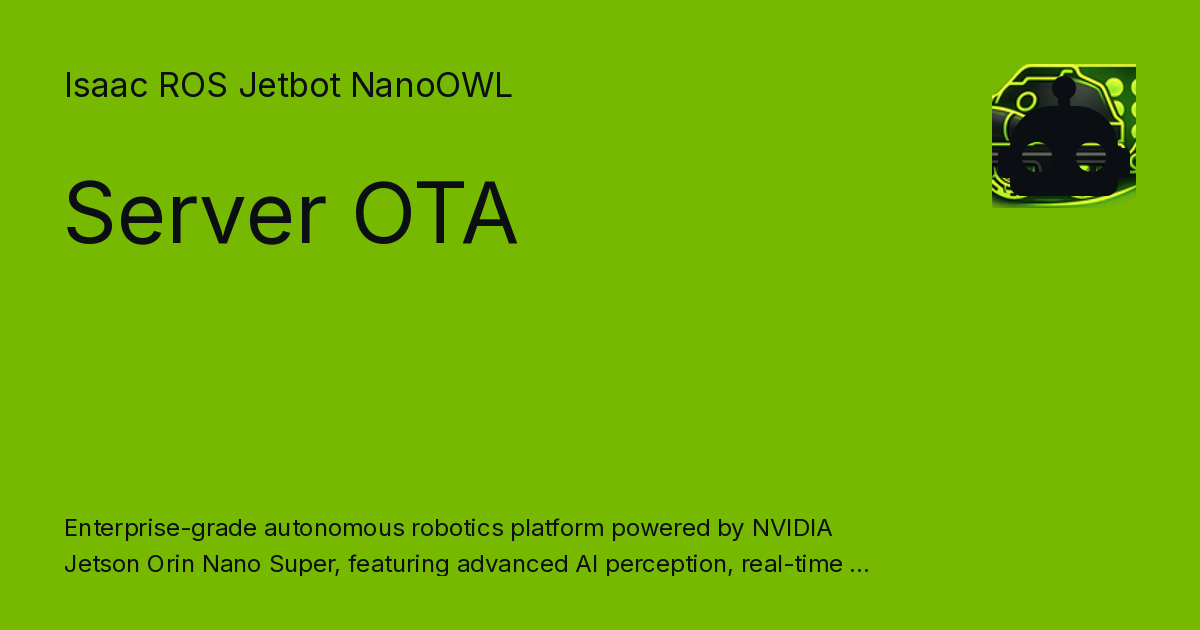 Isaac ROS Jetbot NanoOWL
Server OTA
Enterprise-grade autonomous robotics platform powered by NVIDIA
Jetson Orin Nano Super, featuring advanced AI perception, real-time ...